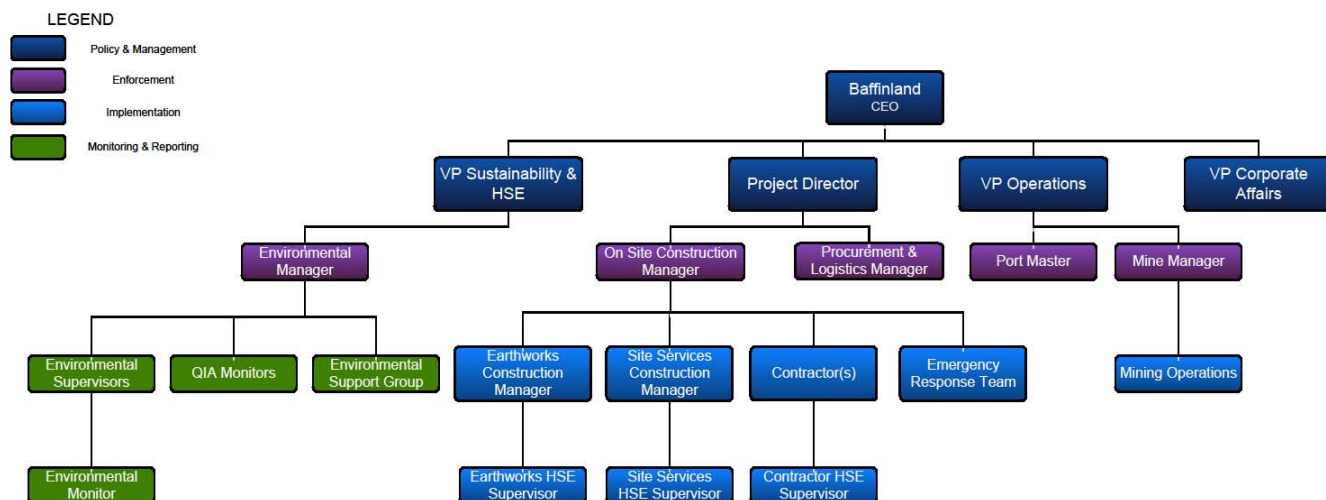 LEGEND
Policy & Management
Enforcement
Implementation
Monitoring & Reporting
Baffinland
CEO
VP Sustainability &
HSE
Project Director
VP Operations
VP Corporate
Affairs
Environmental
Manager
On Site Construction
Manager
Procurement &
Logistics Manager
Port Master
Mine Manager
Environmental
Supervisors
QIA Monitors
Environmental
Support Group
Earthworks
Construction
Manager
Site Services
Construction
Manager
Contractor(s)
Emergency
Response Team
Mining Operations
Environmental
Monitor
Earthworks HSE
Supervisor
Site Services
HSE Supervisor
Contractor HSE
Supervisor